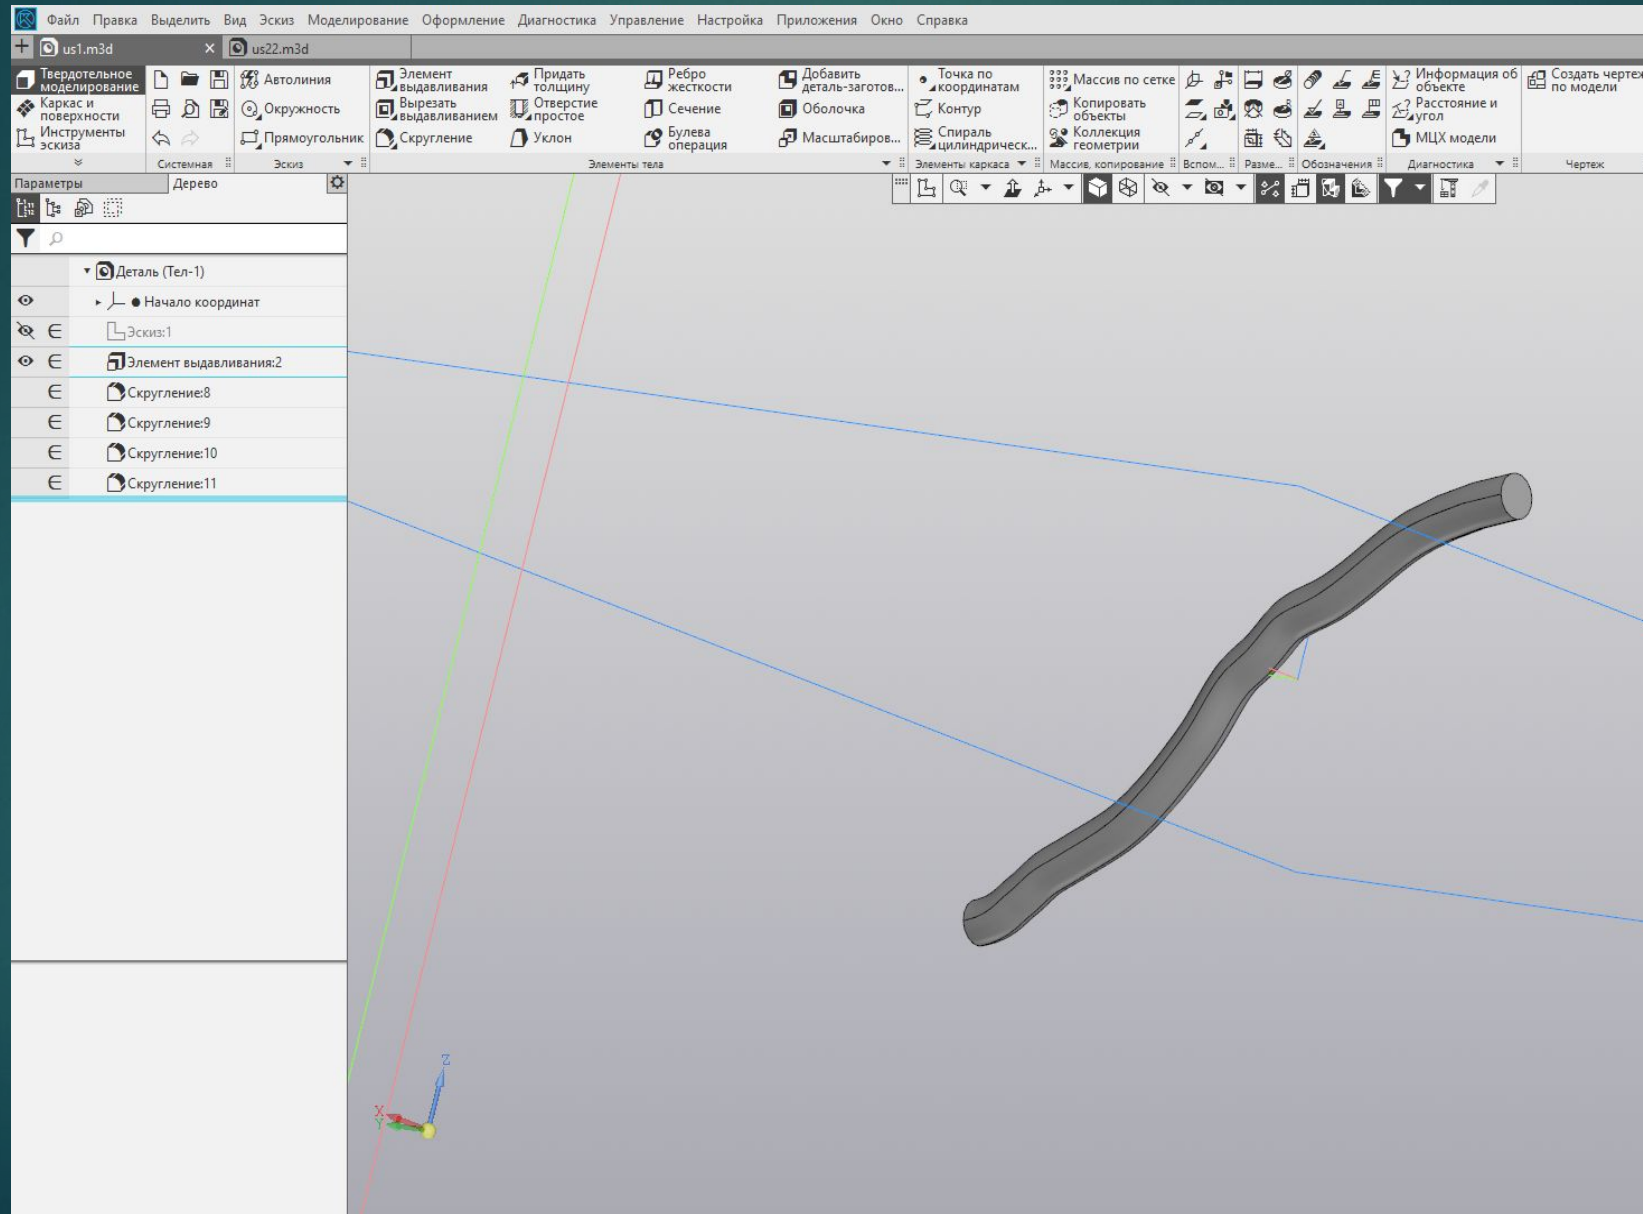 Файл Правка Выделить Вид Эскиз Моделирование Оформление Диагностика Управление Настройка Приложения Окно Справка
us1.m3d
us22.m3d
Твердотельное моделирование
Каркас и поверхности
Инструменты эскиза
Системная
Автолиния
Окружность
Прямоугольник
Эскиз
Элемент выдавливания
Вырезать выдавливанием
Скругление
Придать толщину
Отверстие простое
Уклон
Ребро жесткости
Сечение
Булева операция
Добавить деталь-заготов...
Оболочка
Масштабиров...
Элементы тела
Точка по координатам
Контур
Спираль цилиндрическ...
Элементы каркаса
Массив по сетке
Копировать объекты
Коллекция геометрии
Массив, копирование
Вспом...
Разме...
Обозначения
Информация об объекте
Расстояние и угол
МЦХ модели
Диагностика
Создать чертеж по модели
Чертеж
Параметры
Дерево
Деталь (Тел-1)
Начало координат
Эскиз:1
Элемент выдавливания:2
Скругление:8
Скругление:9
Скругление:10
Скругление:11
Z
X
Y